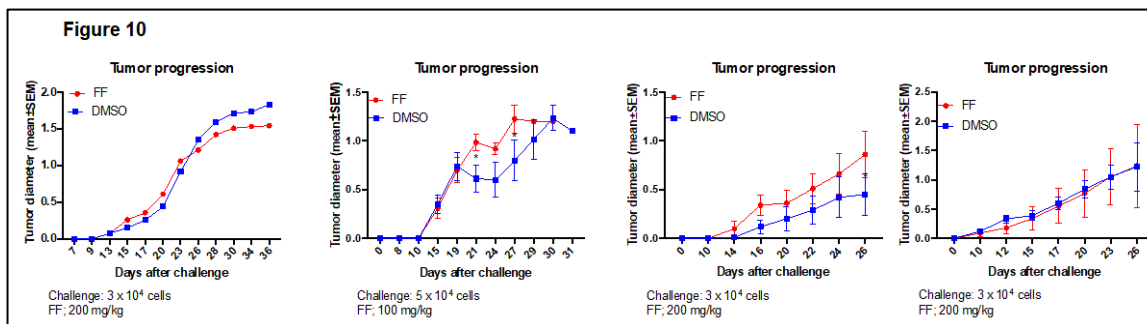 Figure 10
Tumor progression
FF
DMSO
Tumor diameter (mean±SEM)
2.0
1.5
1.0
0.5
0.0
7 9 13 15 17 20 23 26 28 30 34 36
Days after challenge
Challenge: 3 x 10⁴ cells
FF; 200 mg/kg
Tumor progression
FF
DMSO
Tumor diameter (mean±SEM)
1.5
1.0
0.5
0.0
* *
0 8 10 15 19 21 24 27 29 30 31
Days after challenge
Challenge: 5 x 10⁴ cells
FF; 100 mg/kg
Tumor progression
FF
DMSO
Tumor diameter (mean±SEM)
1.5
1.0
0.5
0.0
*
0 10 14 16 20 22 24 26
Days after challenge
Challenge: 3 x 10⁴ cells
FF; 200 mg/kg
Tumor progression
FF
DMSO
Tumor diameter (mean±SEM)
2.5
2.0
1.5
1.0
0.5
0.0
0 10 12 15 17 20 23 26
Days after challenge
Challenge: 3 x 10⁴ cells
FF; 200 mg/kg